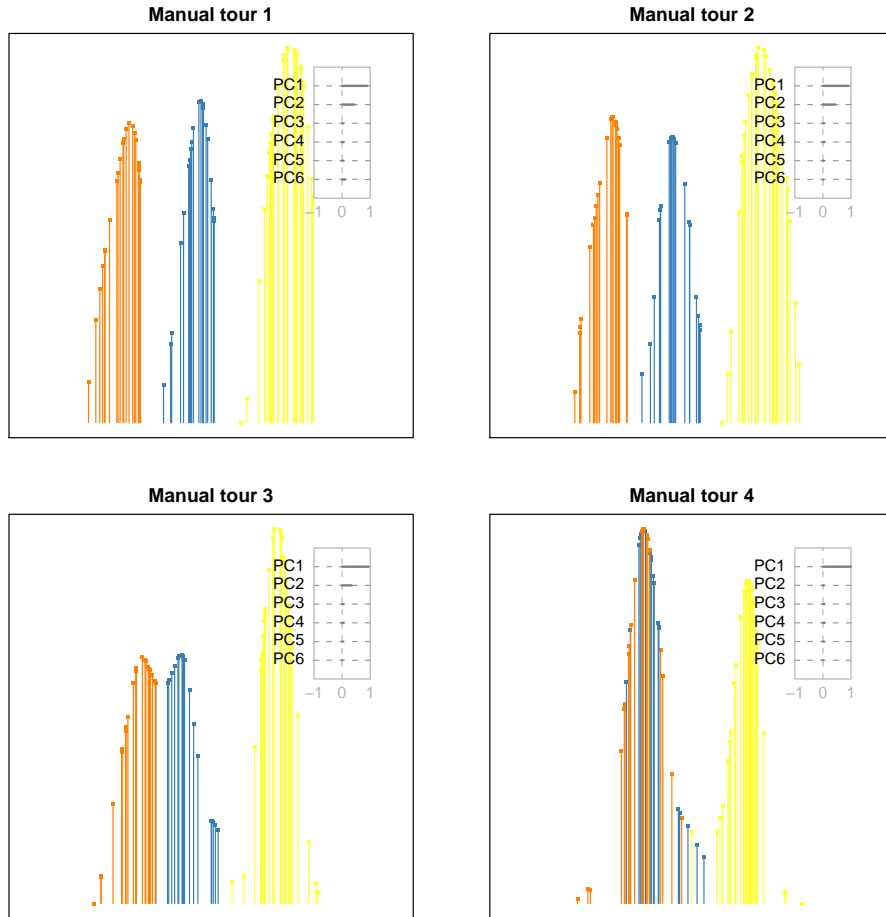 Manual tour 1
PC1
PC2
PC3
PC4
PC5
PC6
−1 0 1
Manual tour 2
PC1
PC2
PC3
PC4
PC5
PC6
−1 0 1
Manual tour 3
PC1
PC2
PC3
PC4
PC5
PC6
−1 0 1
Manual tour 4
PC1
PC2
PC3
PC4
PC5
PC6
−1 0 1